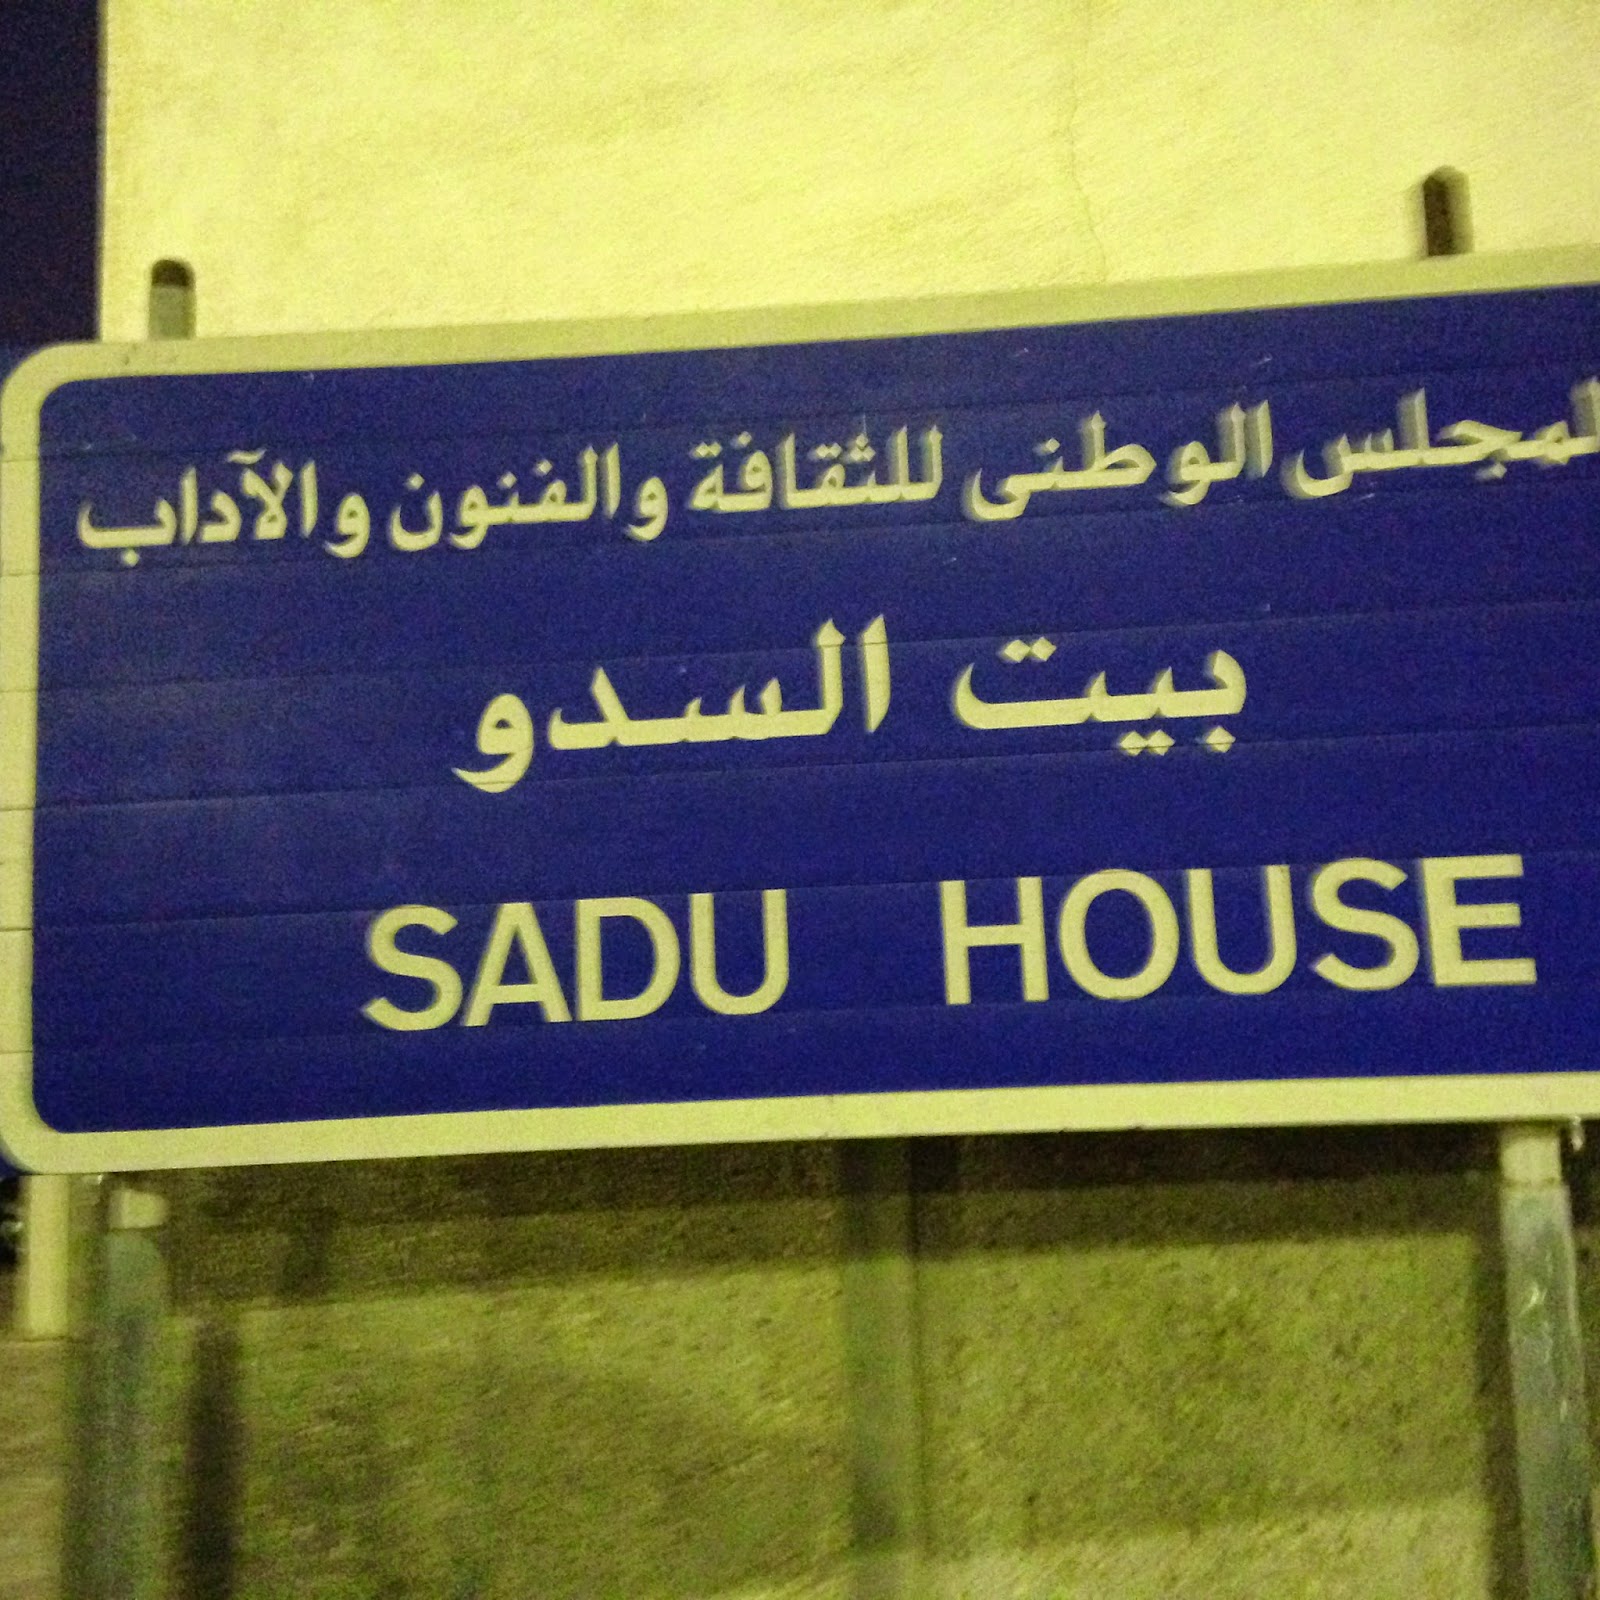 المجلس الوطنى للثقافة والفنون والآداب
بيت السدو
SADU HOUSE